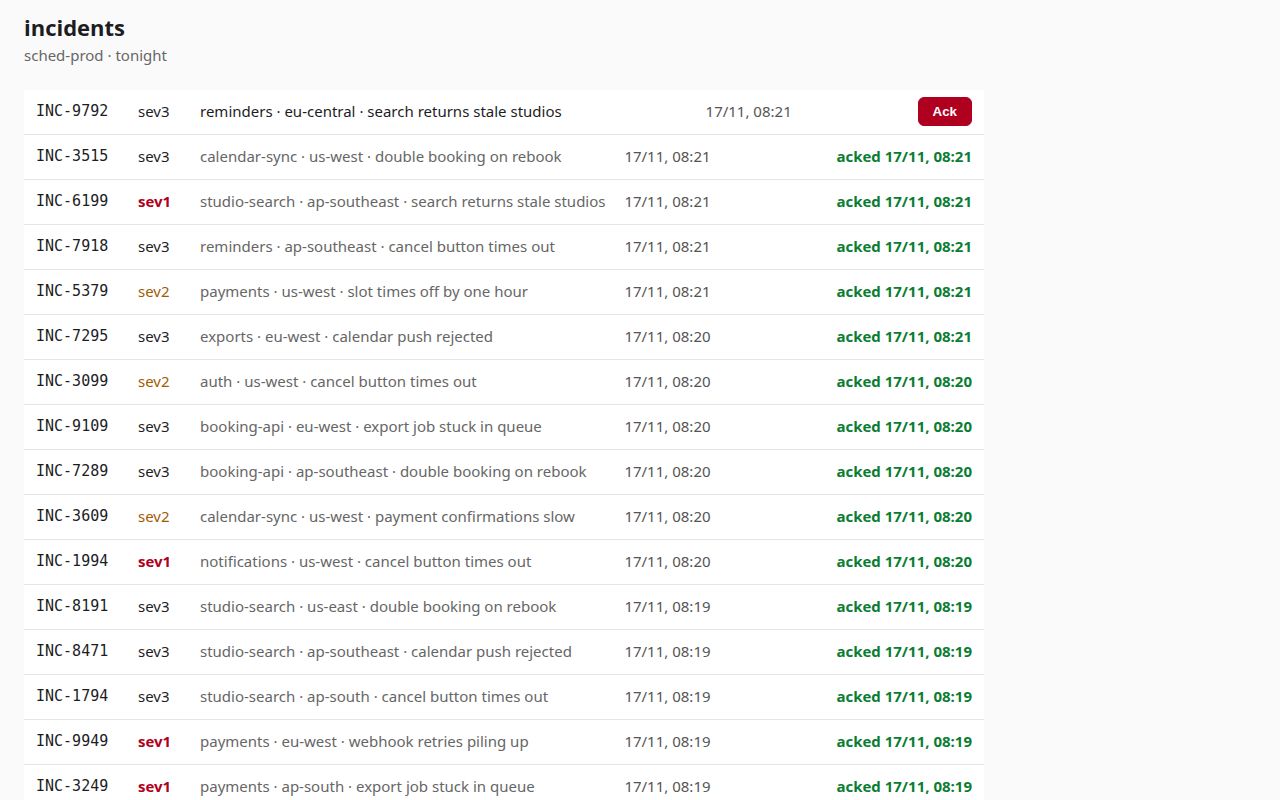 incidents
sched-prod · tonight
INC-9792 sev3 reminders · eu-central · search returns stale studios 17/11, 08:21 Ack
INC-3515 sev3 calendar-sync · us-west · double booking on rebook 17/11, 08:21 acked 17/11, 08:21
INC-6199 sev1 studio-search · ap-southeast · search returns stale studios 17/11, 08:21 acked 17/11, 08:21
INC-7918 sev3 reminders · ap-southeast · cancel button times out 17/11, 08:21 acked 17/11, 08:21
INC-5379 sev2 payments · us-west · slot times off by one hour 17/11, 08:21 acked 17/11, 08:21
INC-7295 sev3 exports · eu-west · calendar push rejected 17/11, 08:20 acked 17/11, 08:21
INC-3099 sev2 auth · us-west · cancel button times out 17/11, 08:20 acked 17/11, 08:20
INC-9109 sev3 booking-api · eu-west · export job stuck in queue 17/11, 08:20 acked 17/11, 08:20
INC-7289 sev3 booking-api · ap-southeast · double booking on rebook 17/11, 08:20 acked 17/11, 08:20
INC-3609 sev2 calendar-sync · us-west · payment confirmations slow 17/11, 08:20 acked 17/11, 08:20
INC-1994 sev1 notifications · us-west · cancel button times out 17/11, 08:20 acked 17/11, 08:20
INC-8191 sev3 studio-search · us-east · double booking on rebook 17/11, 08:19 acked 17/11, 08:19
INC-8471 sev3 studio-search · ap-southeast · calendar push rejected 17/11, 08:19 acked 17/11, 08:19
INC-1794 sev3 studio-search · ap-south · cancel button times out 17/11, 08:19 acked 17/11, 08:19
INC-9949 sev1 payments · eu-west · webhook retries piling up 17/11, 08:19 acked 17/11, 08:19
INC-3249 sev1 payments · ap-south · export job stuck in queue 17/11, 08:19 acked 17/11, 08:19